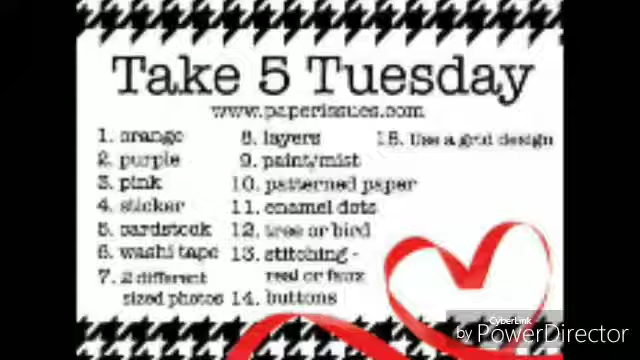 Take 5 Tuesday
www.paperissues.com
1. orange
2. purple
3. pink
4. sticker
5. cardstock
6. washi tape
7. 2 different
sized photos
8. layers
9. paint/mist
10. patterned paper
11. enamel dots
12. tree or bird
13. stitching -
real or faux
14. buttons
15. Use a grid design
CyberLink
by PowerDirector